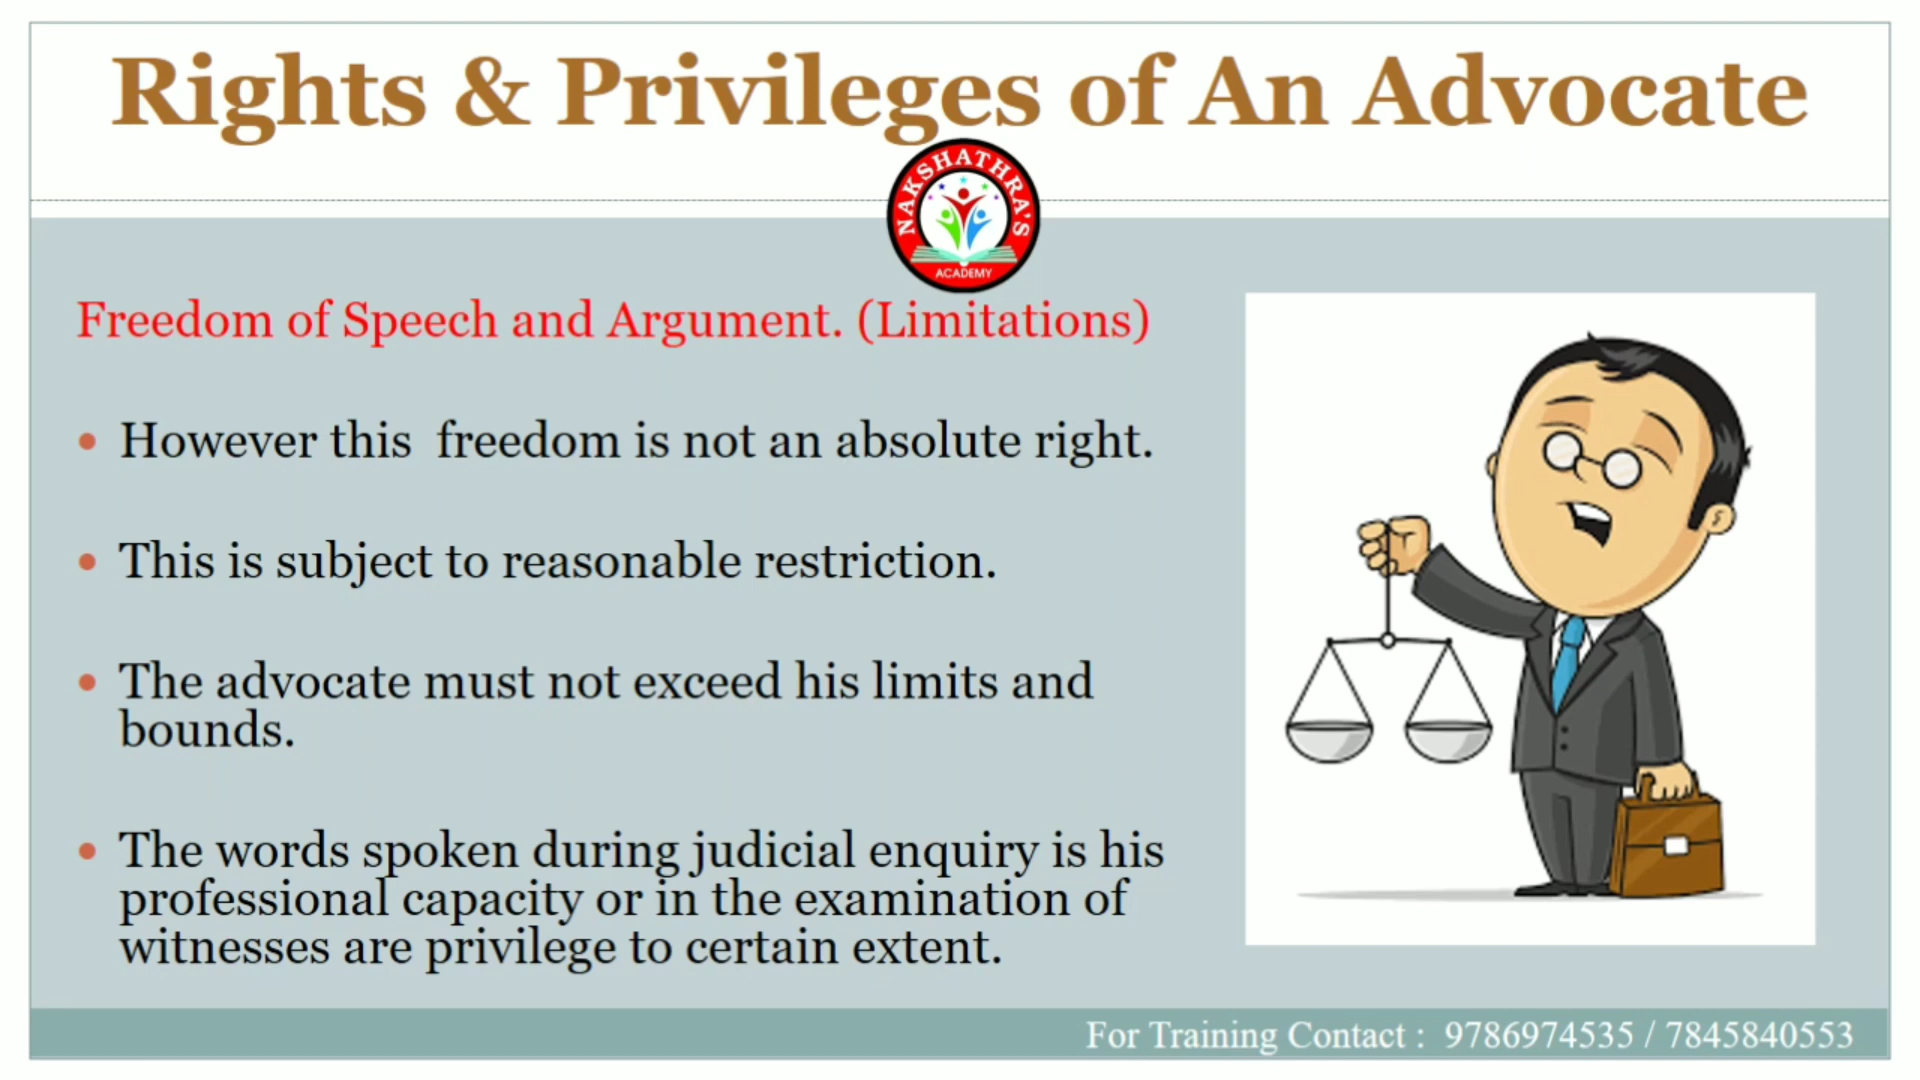 Rights & Privileges of An Advocate
NAKSHATHRA'S
ACADEMY
Freedom of Speech and Argument. (Limitations)
• However this  freedom is not an absolute right.
• This is subject to reasonable restriction.
• The advocate must not exceed his limits and
bounds.
• The words spoken during judicial enquiry is his
professional capacity or in the examination of
witnesses are privilege to certain extent.
For Training Contact :  9786974535 / 7845840553